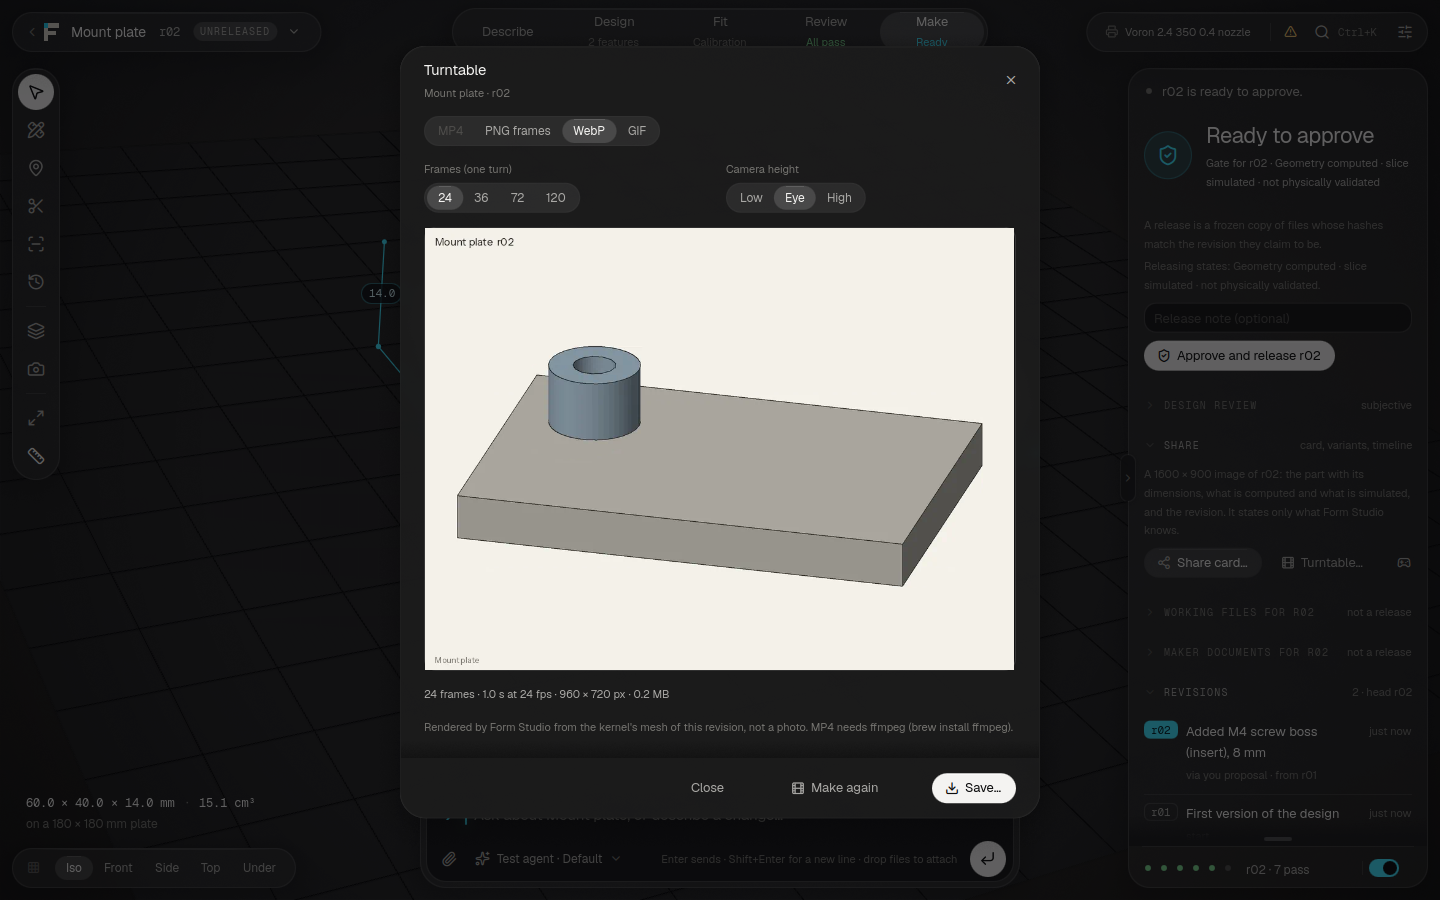 Mount plate r02 UNRELEASED
Describe
Design
2 features
Fit
Calibration
Review
All pass
Make
Ready
Voron 2.4 350 0.4 nozzle
Ctrl+K
Turntable
Mount plate · r02
MP4 PNG frames WebP GIF
Frames (one turn)
24 36 72 120
Camera height
Low Eye High
Mount plate r02
Mount plate
24 frames · 1.0 s at 24 fps · 960 × 720 px · 0.2 MB
Rendered by Form Studio from the kernel's mesh of this revision, not a photo. MP4 needs ffmpeg (brew install ffmpeg).
Close Make again Save...
14.0
60.0 × 40.0 × 14.0 mm · 15.1 cm³
on a 180 × 180 mm plate
Iso Front Side Top Under
Test agent · Default
Enter sends · Shift+Enter for a new line · drop files to attach
r02 is ready to approve.
Ready to approve
Gate for r02 · Geometry computed · slice
simulated · not physically validated
A release is a frozen copy of files whose hashes
match the revision they claim to be.
Releasing states: Geometry computed · slice
simulated · not physically validated.
Release note (optional)
Approve and release r02
DESIGN REVIEW subjective
SHARE card, variants, timeline
A 1600 × 900 image of r02: the part with its
dimensions, what is computed and what is simulated,
and the revision. It states only what Form Studio
knows.
Share card... Turntable...
WORKING FILES FOR R02 not a release
MAKER DOCUMENTS FOR R02 not a release
REVISIONS 2 · head r02
r02 Added M4 screw boss just now
(insert), 8 mm
via you proposal · from r01
r01 First version of the design just now
r02 · 7 pass